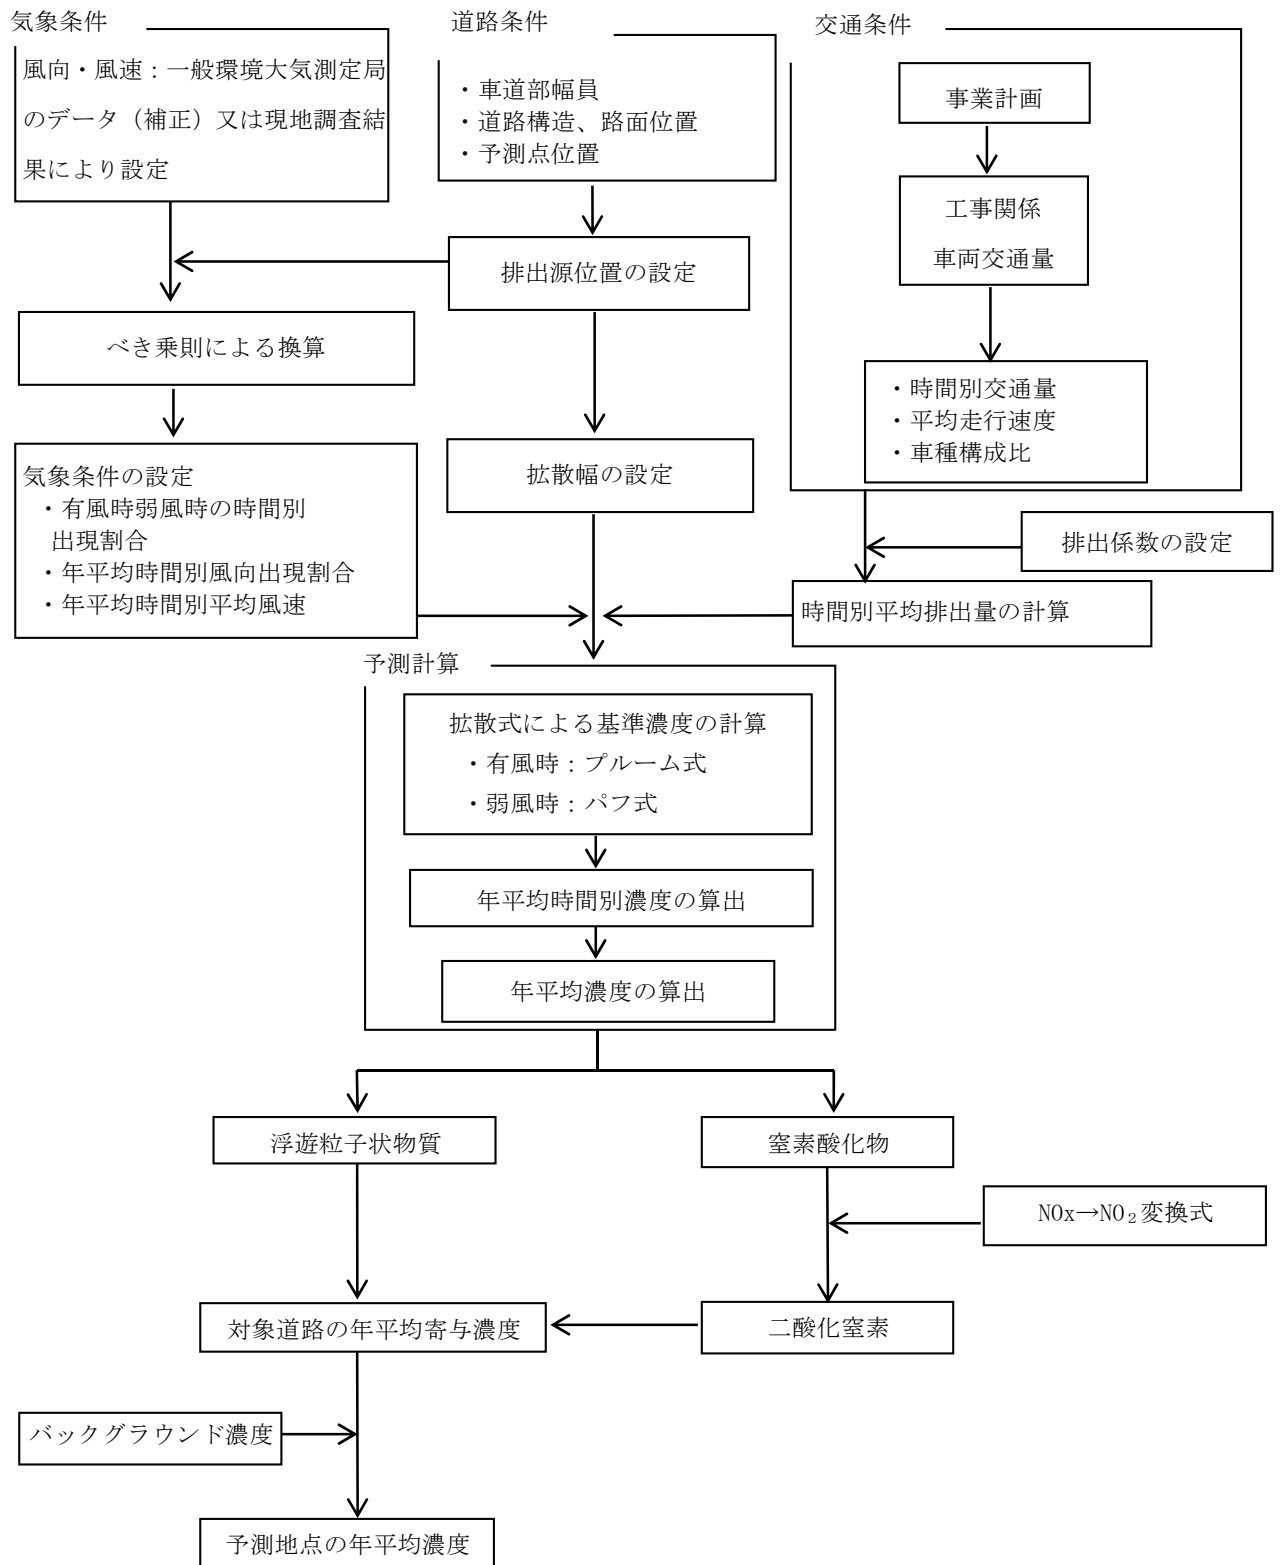 気象条件
風向・風速：一般環境大気測定局
のデータ（補正）又は現地調査結
果により設定
道路条件
・車道部幅員
・道路構造、路面位置
・予測点位置
交通条件
事業計画
工事関係
車両交通量
・時間別交通量
・平均走行速度
・車種構成比
排出源位置の設定
べき乗則による換算
気象条件の設定
・有風時弱風時の時間別
出現割合
・年平均時間別風向出現割合
・年平均時間別平均風速
拡散幅の設定
排出係数の設定
時間別平均排出量の計算
予測計算
拡散式による基準濃度の計算
・有風時：プルーム式
・弱風時：パフ式
年平均時間別濃度の算出
年平均濃度の算出
浮遊粒子状物質
窒素酸化物
NOx→NO₂変換式
対象道路の年平均寄与濃度
二酸化窒素
バックグラウンド濃度
予測地点の年平均濃度